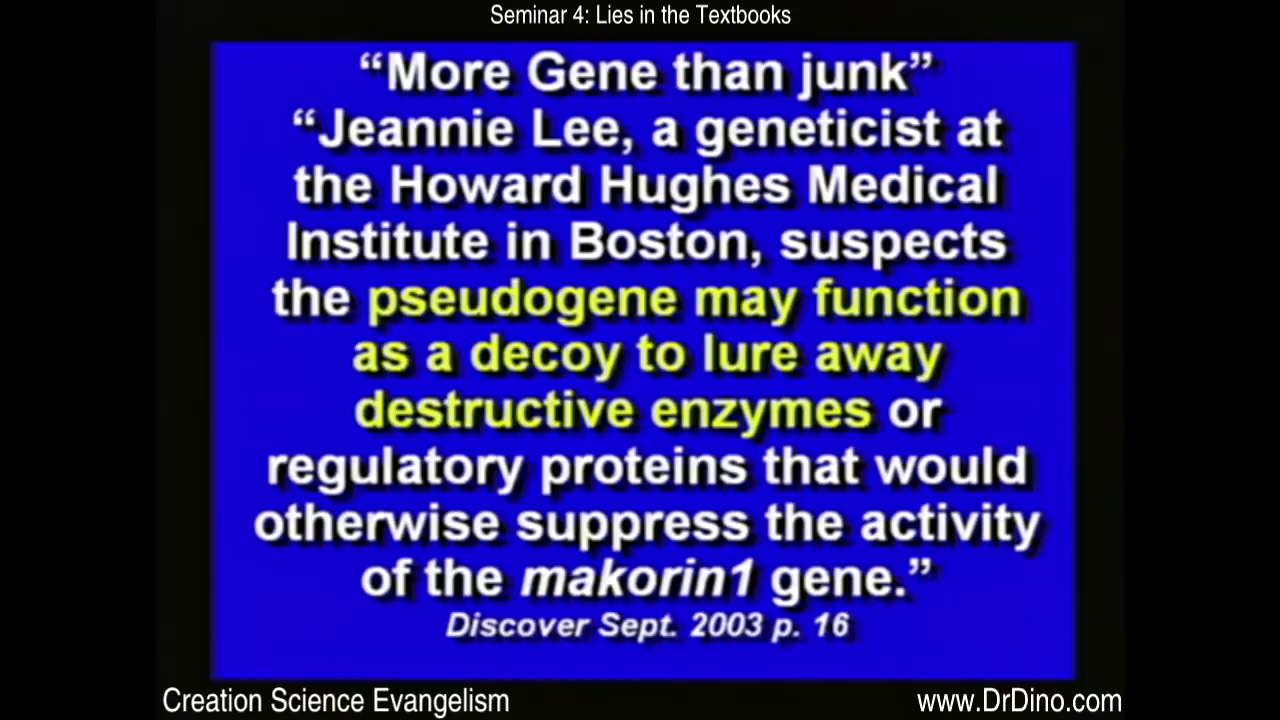 Seminar 4: Lies in the Textbooks
“More Gene than junk”
“Jeannie Lee, a geneticist at
the Howard Hughes Medical
Institute in Boston, suspects
the pseudogene may function
as a decoy to lure away
destructive enzymes or
regulatory proteins that would
otherwise suppress the activity
of the makorin1 gene.”
Discover Sept. 2003 p. 16
Creation Science Evangelism
www.DrDino.com